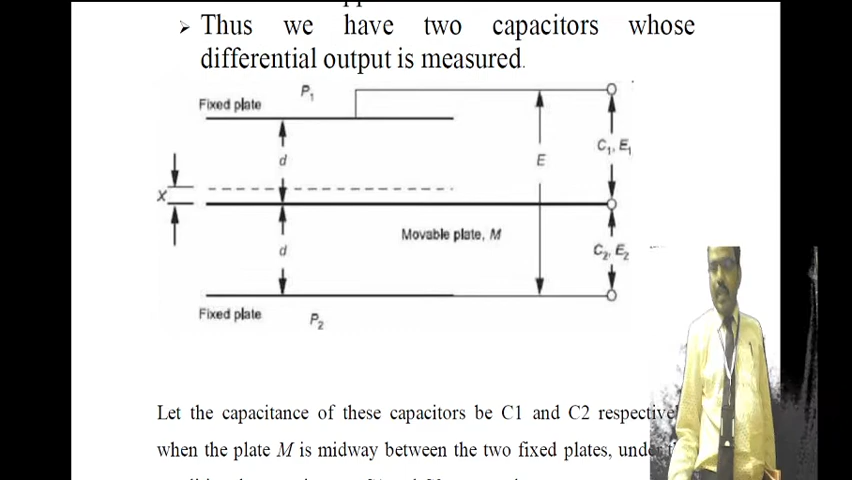 ➢ Thus we have two capacitors whose
differential output is measured.
P1
Fixed plate
C1, E1
d
E
x
Movable plate, M
d
C2, E2
Fixed plate
P2
Let the capacitance of these capacitors be C1 and C2
when the plate M is midway between the two fixed plates,